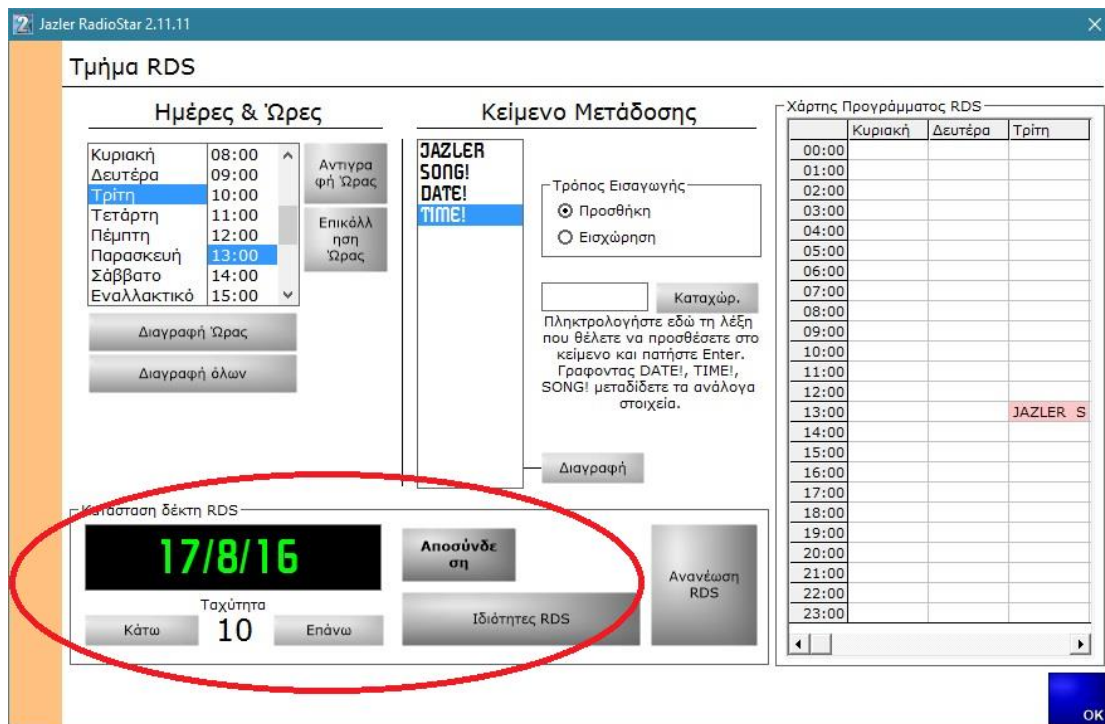 Jazler RadioStar 2.11.11
Τμήμα RDS
Ημέρες & Ώρες
Κυριακή 08:00
Δευτέρα 09:00
Τρίτη 10:00
Τετάρτη 11:00
Πέμπτη 12:00
Παρασκευή 13:00
Σάββατο 14:00
Εναλλακτικό 15:00
Αντιγρα
φή Ώρας
Επικόλλ
ηση
Ώρας
Διαγραφή Ώρας
Διαγραφή όλων
Κείμενο Μετάδοσης
JAZLER
SONG!
DATE!
TIME!
Τρόπος Εισαγωγής
Προσθήκη
Εισχώρηση
Καταχώρ.
Πληκτρολογήστε εδώ τη λέξη
που θέλετε να προσθέσετε στο
κείμενο και πατήστε Enter.
Γραφοντας DATE!, TIME!,
SONG! μεταδίδετε τα ανάλογα
στοιχεία.
Διαγραφή
Κατάσταση δέκτη RDS
17/8/16
Αποσύνδε
ση
Ταχύτητα
Κάτω 10 Επάνω
Ιδιότητες RDS
Ανανέωση
RDS
Χάρτης Προγράμματος RDS
Κυριακή Δευτέρα Τρίτη
00:00
01:00
02:00
03:00
04:00
05:00
06:00
07:00
08:00
09:00
10:00
11:00
12:00
13:00 JAZLER S
14:00
15:00
16:00
17:00
18:00
19:00
20:00
21:00
22:00
23:00
OK